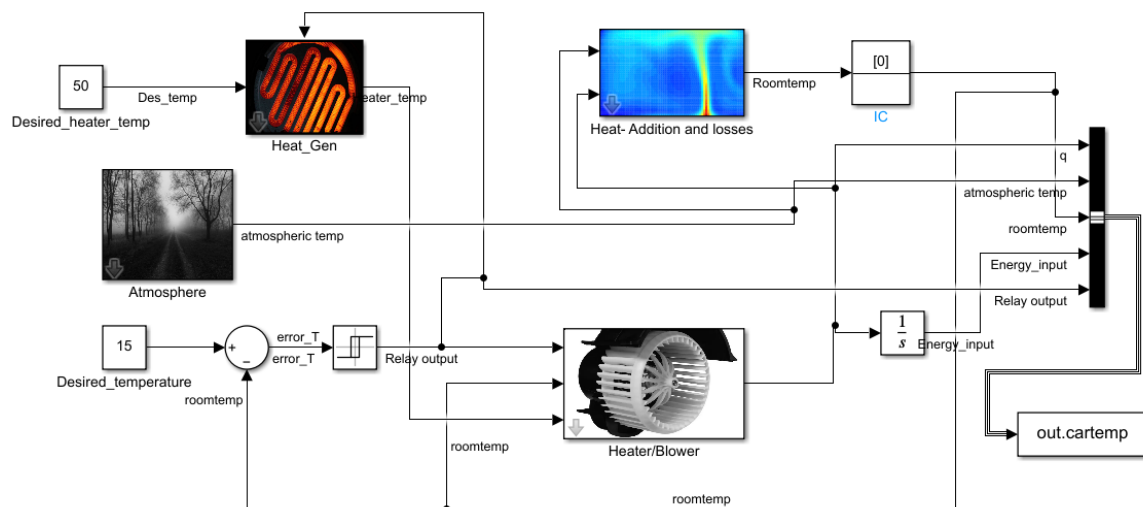 50
Des_temp
Desired_heater_temp
eater_temp
Heat_Gen
Roomtemp
[0]
IC
Heat- Addition and losses
q
atmospheric temp
roomtemp
Energy_input
Relay output
atmospheric temp
Atmosphere
15
+
−
error_T
error_T
Relay output
Desired_temperature
roomtemp
1
s
Energy_input
roomtemp
Heater/Blower
out.cartemp
roomtemp